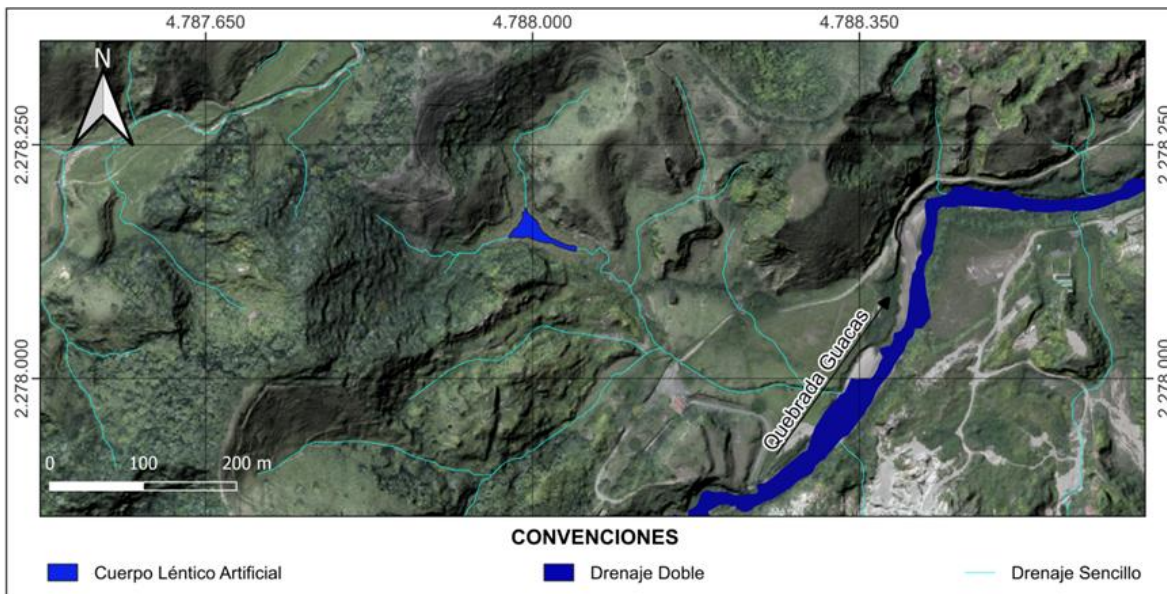 4.787.650 4.788.000 4.788.350
N
2.278.250 2.278.250
Quebrada Guacas
2.278.000 2.278.000
0 100 200 m
CONVENCIONES
Cuerpo Léntico Artificial Drenaje Doble Drenaje Sencillo